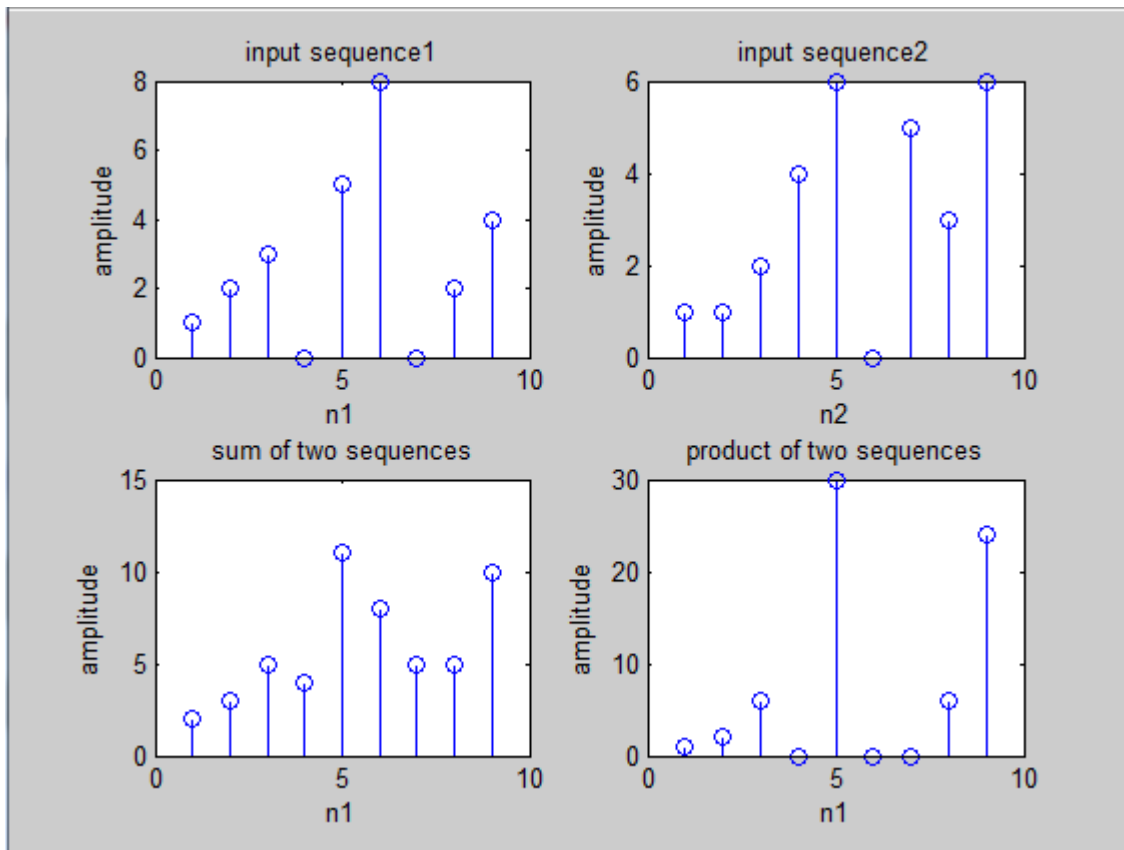 input sequence1
8
6
4
2
0
amplitude
0 5 10
n1
input sequence2
6
4
2
0
amplitude
0 5 10
n2
sum of two sequences
15
10
5
0
amplitude
0 5 10
n1
product of two sequences
30
20
10
0
amplitude
0 5 10
n1